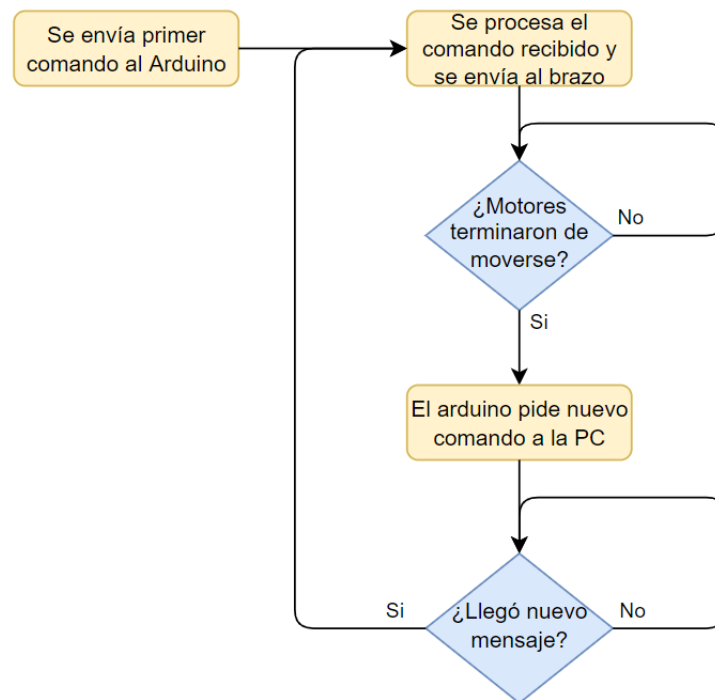 Se envía primer
comando al Arduino
Se procesa el
comando recibido y
se envía al brazo
¿Motores
terminaron de
moverse?
No
Si
El arduino pide nuevo
comando a la PC
¿Llegó nuevo
mensaje?
Si
No